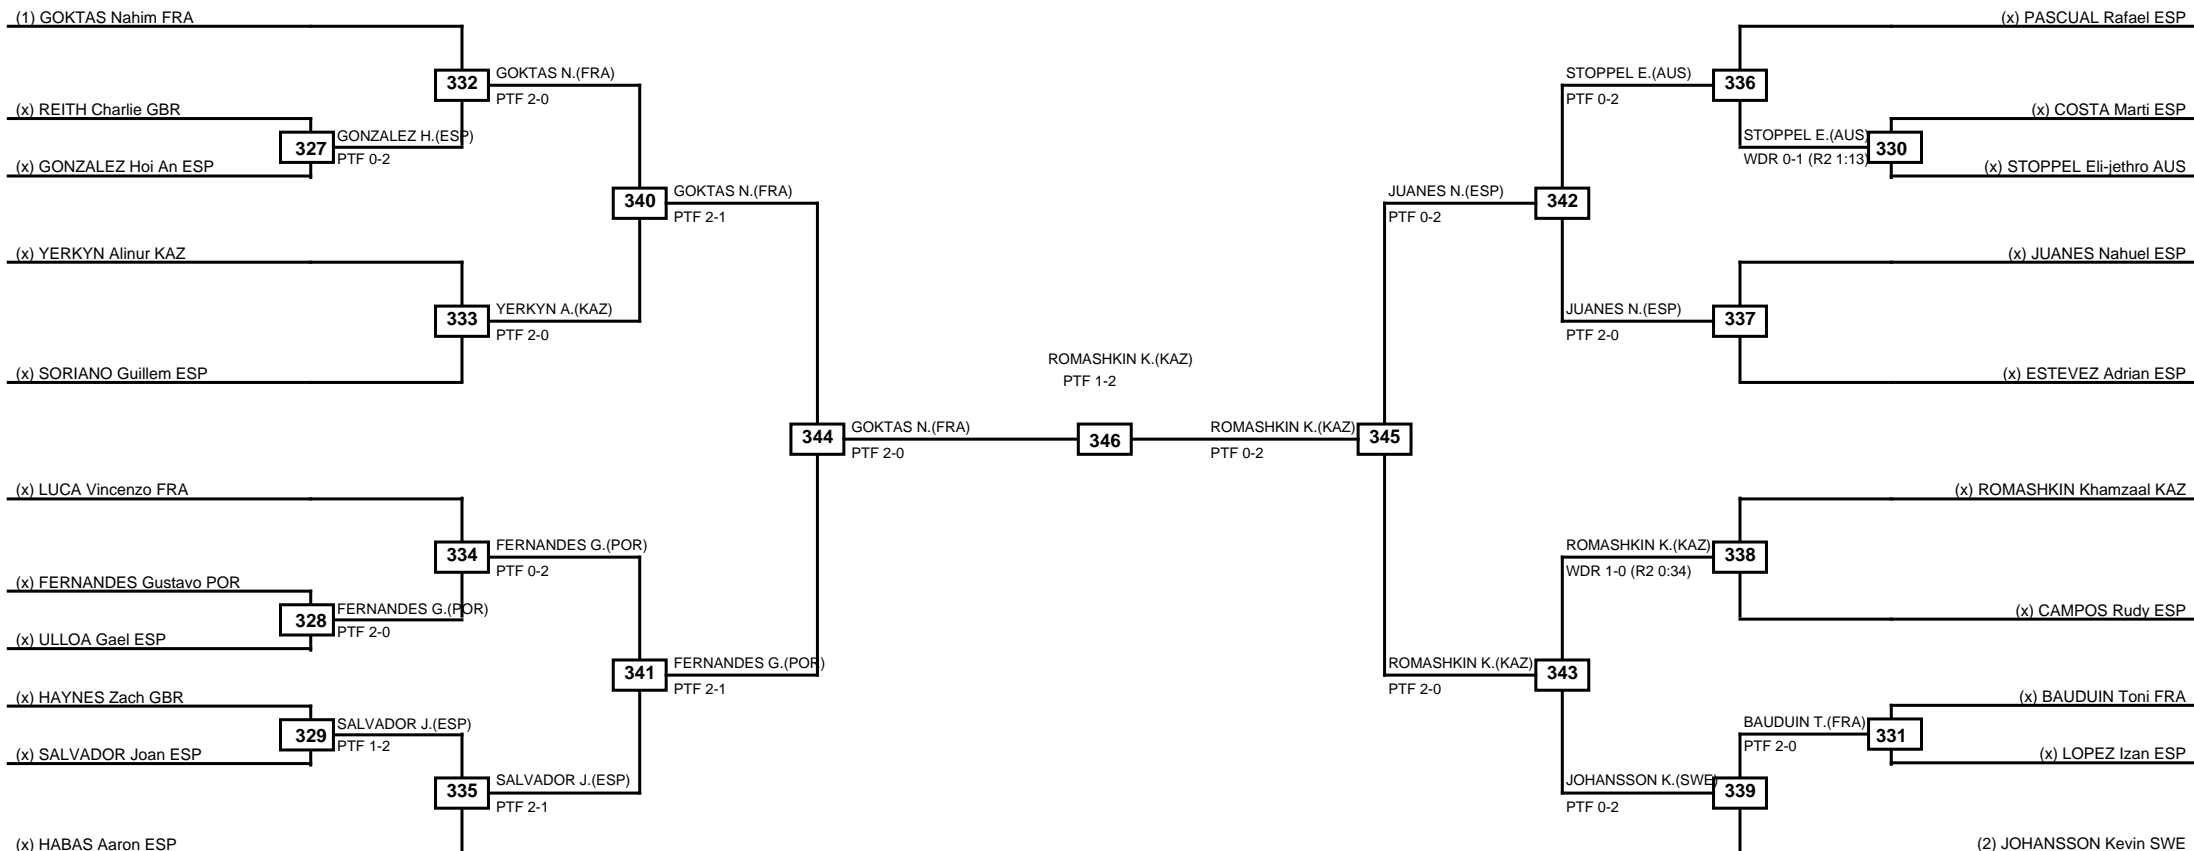 (1) GOKTAS Nahim FRA
(x) REITH Charlie GBR
(x) GONZALEZ Hoi An ESP
(x) YERKYN Alinur KAZ
(x) SORIANO Guillem ESP
(x) LUCA Vincenzo FRA
(x) FERNANDES Gustavo POR
(x) ULLOA Gael ESP
(x) HAYNES Zach GBR
(x) SALVADOR Joan ESP
(x) HABAS Aaron ESP
327
GONZALEZ H.(ESP)
PTF 0-2
328
FERNANDES G.(POR)
PTF 2-0
329
SALVADOR J.(ESP)
PTF 1-2
332
GOKTAS N.(FRA)
PTF 2-0
333
YERKYN A.(KAZ)
PTF 2-0
334
FERNANDES G.(POR)
PTF 0-2
335
SALVADOR J.(ESP)
PTF 2-1
340
GOKTAS N.(FRA)
PTF 2-1
341
FERNANDES G.(POR)
PTF 2-1
344
GOKTAS N.(FRA)
PTF 2-0
ROMASHKIN K.(KAZ)
PTF 1-2
346
ROMASHKIN K.(KAZ)
PTF 0-2
345
JUANES N.(ESP)
PTF 0-2
342
ROMASHKIN K.(KAZ)
PTF 2-0
343
STOPPEL E.(AUS)
PTF 0-2
336
JUANES N.(ESP)
PTF 2-0
337
ROMASHKIN K.(KAZ)
WDR 1-0 (R2 0:34)
338
JOHANSSON K.(SWE)
PTF 0-2
339
STOPPEL E.(AUS)
WDR 0-1 (R2 1:13)
330
BAUDUIN T.(FRA)
PTF 2-0
331
(x) PASCUAL Rafael ESP
(x) COSTA Marti ESP
(x) STOPPEL Eli-jethro AUS
(x) JUANES Nahuel ESP
(x) ESTEVEZ Adrian ESP
(x) ROMASHKIN Khamzaal KAZ
(x) CAMPOS Rudy ESP
(x) BAUDUIN Toni FRA
(x) LOPEZ Izan ESP
(2) JOHANSSON Kevin SWE